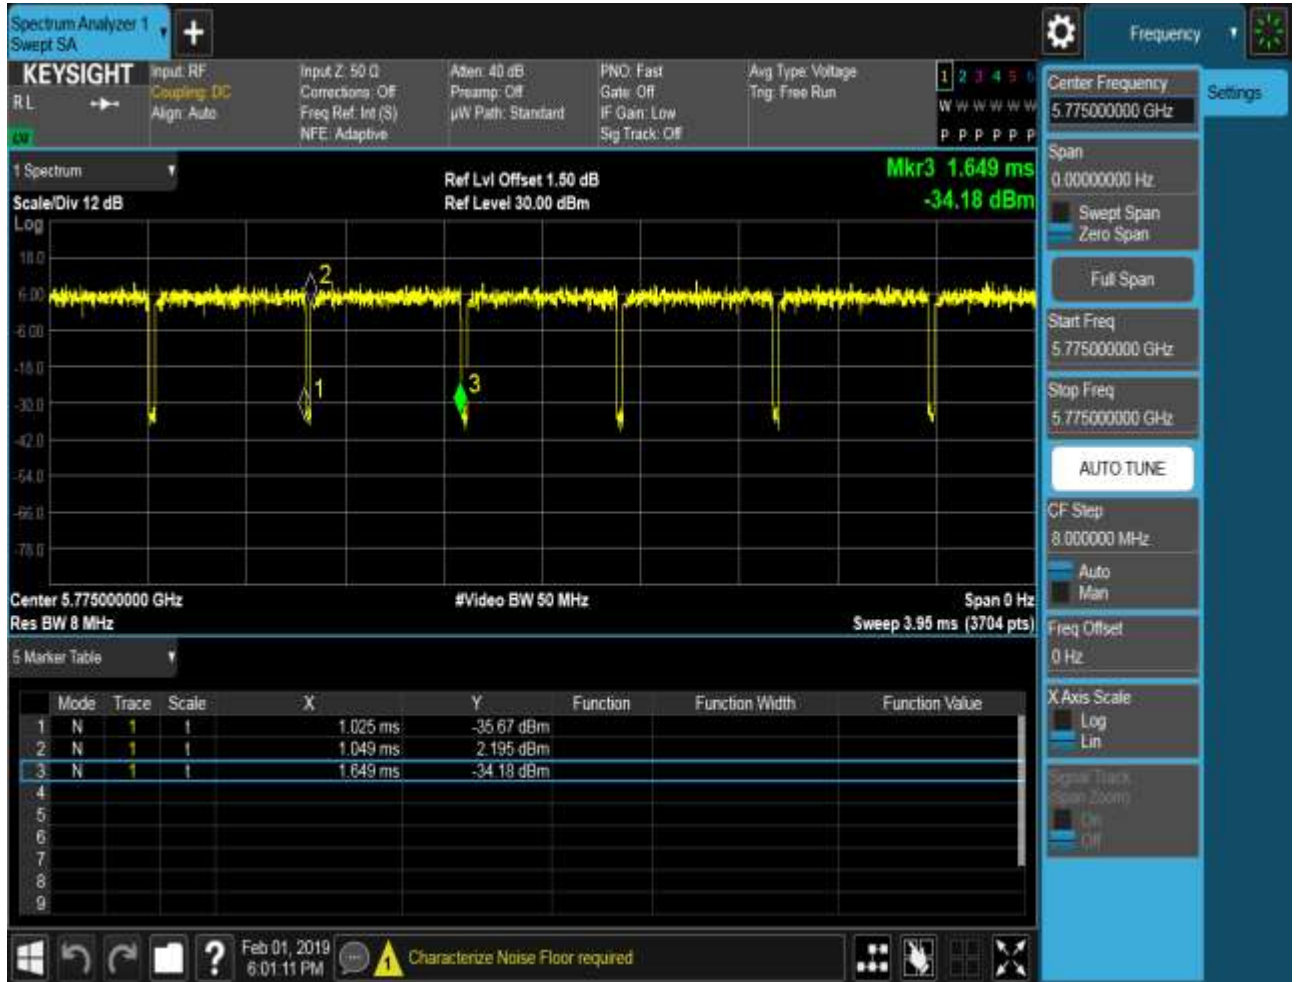 Spectrum Analyzer 1
Swept SA
+
Frequency
KEYSIGHT
RL
Input: RF
Coupling: DC
Align: Auto
Input Z: 50 Ω
Corrections: Off
Freq Ref: Int (S)
NFE: Adaptive
Atten: 40 dB
Preamp: Off
µW Path: Standard
PNO: Fast
Gate: Off
IF Gain: Low
Sig Track: Off
Avg Type: Voltage
Trig: Free Run
1 2 3 4 5 6
W W W W W W
P P P P P P
1 Spectrum
Scale/Div 12 dB
Ref Lvl Offset 1.50 dB
Ref Level 30.00 dBm
Mkr3 1.649 ms
-34.18 dBm
Log
18.0
6.00
-6.00
-18.0
-30.0
-42.0
-54.0
-66.0
-78.0
2
1
3
Center 5.775000000 GHz
#Video BW 50 MHz
Span 0 Hz
Res BW 8 MHz
Sweep 3.95 ms (3704 pts)
5 Marker Table
Mode Trace Scale X Y Function Function Width Function Value
1 N 1 t 1.025 ms -35.67 dBm
2 N 1 t 1.049 ms 2.195 dBm
3 N 1 t 1.649 ms -34.18 dBm
4
5
6
7
8
9
Center Frequency
5.775000000 GHz
Settings
Span
0.00000000 Hz
Swept Span
Zero Span
Full Span
Start Freq
5.775000000 GHz
Stop Freq
5.775000000 GHz
AUTO TUNE
CF Step
8.000000 MHz
Auto
Man
Freq Offset
0 Hz
X Axis Scale
Log
Lin
Signal Track
(Span Zoom)
On
Off
?
Feb 01, 2019
6:01:11 PM
1
Characterize Noise Floor required